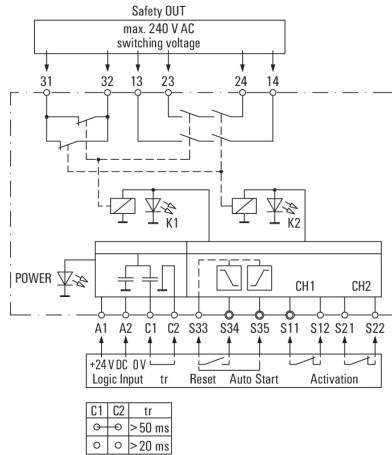 Safety OUT
max. 240 V AC
switching voltage
31 32 13 23 24 14
K1 K2
POWER
CH1 CH2
A1 A2 C1 C2 S33 S34 S35 S11 S12 S21 S22
+24 V DC 0 V
Logic Input tr Reset Auto Start Activation
C1 C2 tr
> 50 ms
> 20 ms